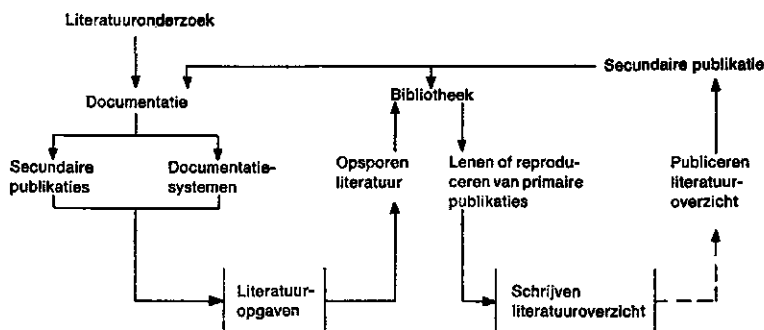 Literatuuronderzoek
Secundaire publikatie
Documentatie
Bibliotheek
Secundaire
publikaties
Documentatie-
systemen
Opsporen
literatuur
Lenen of reprodu-
ceren van primaire
publikaties
Publiceren
literatuur-
overzicht
Literatuur-
opgaven
Schrijven
literatuuroverzicht